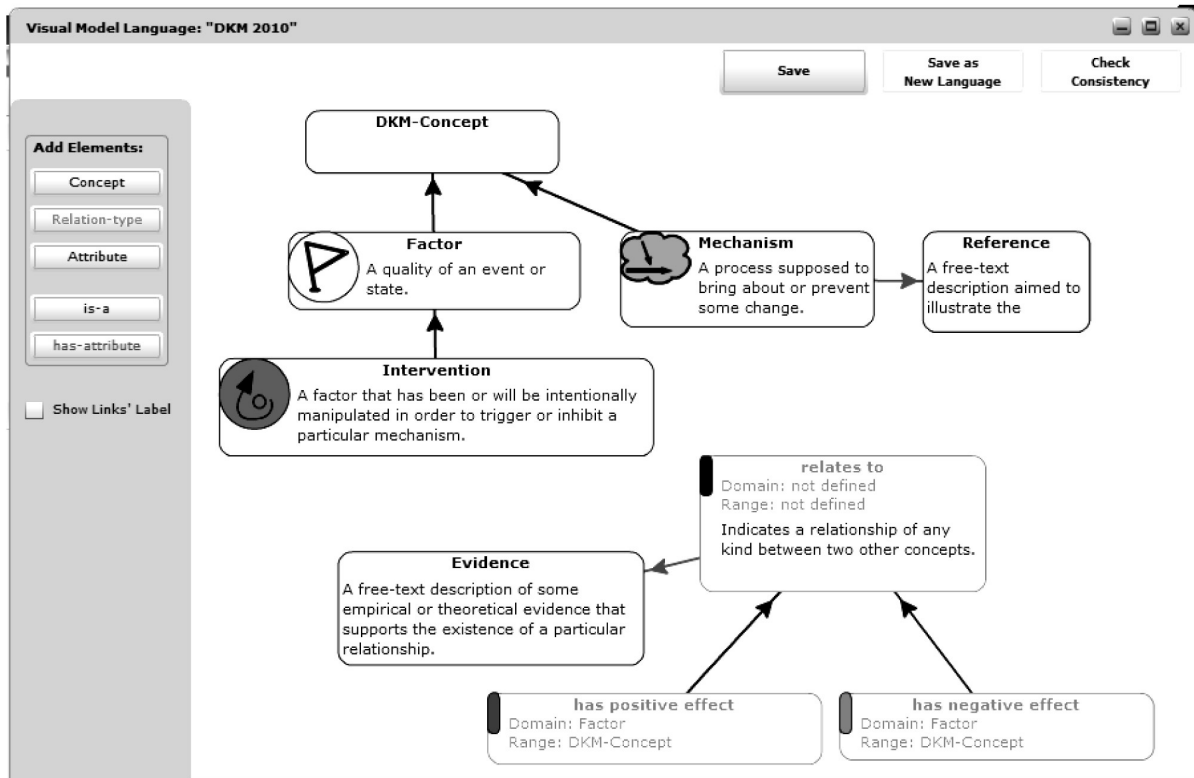 Visual Model Language: "DKM 2010"
Save
Save as
New Language
Check
Consistency
Add Elements:
Concept
Relation-type
Attribute
is-a
has-attribute
Show Links' Label
DKM-Concept
Factor
A quality of an event or
state.
Mechanism
A process supposed to
bring about or prevent
some change.
Reference
A free-text
description aimed to
illustrate the
Intervention
A factor that has been or will be intentionally
manipulated in order to trigger or inhibit a
particular mechanism.
relates to
Domain: not defined
Range: not defined
Indicates a relationship of any
kind between two other concepts.
Evidence
A free-text description of some
empirical or theoretical evidence that
supports the existence of a particular
relationship.
has positive effect
Domain: Factor
Range: DKM-Concept
has negative effect
Domain: Factor
Range: DKM-Concept